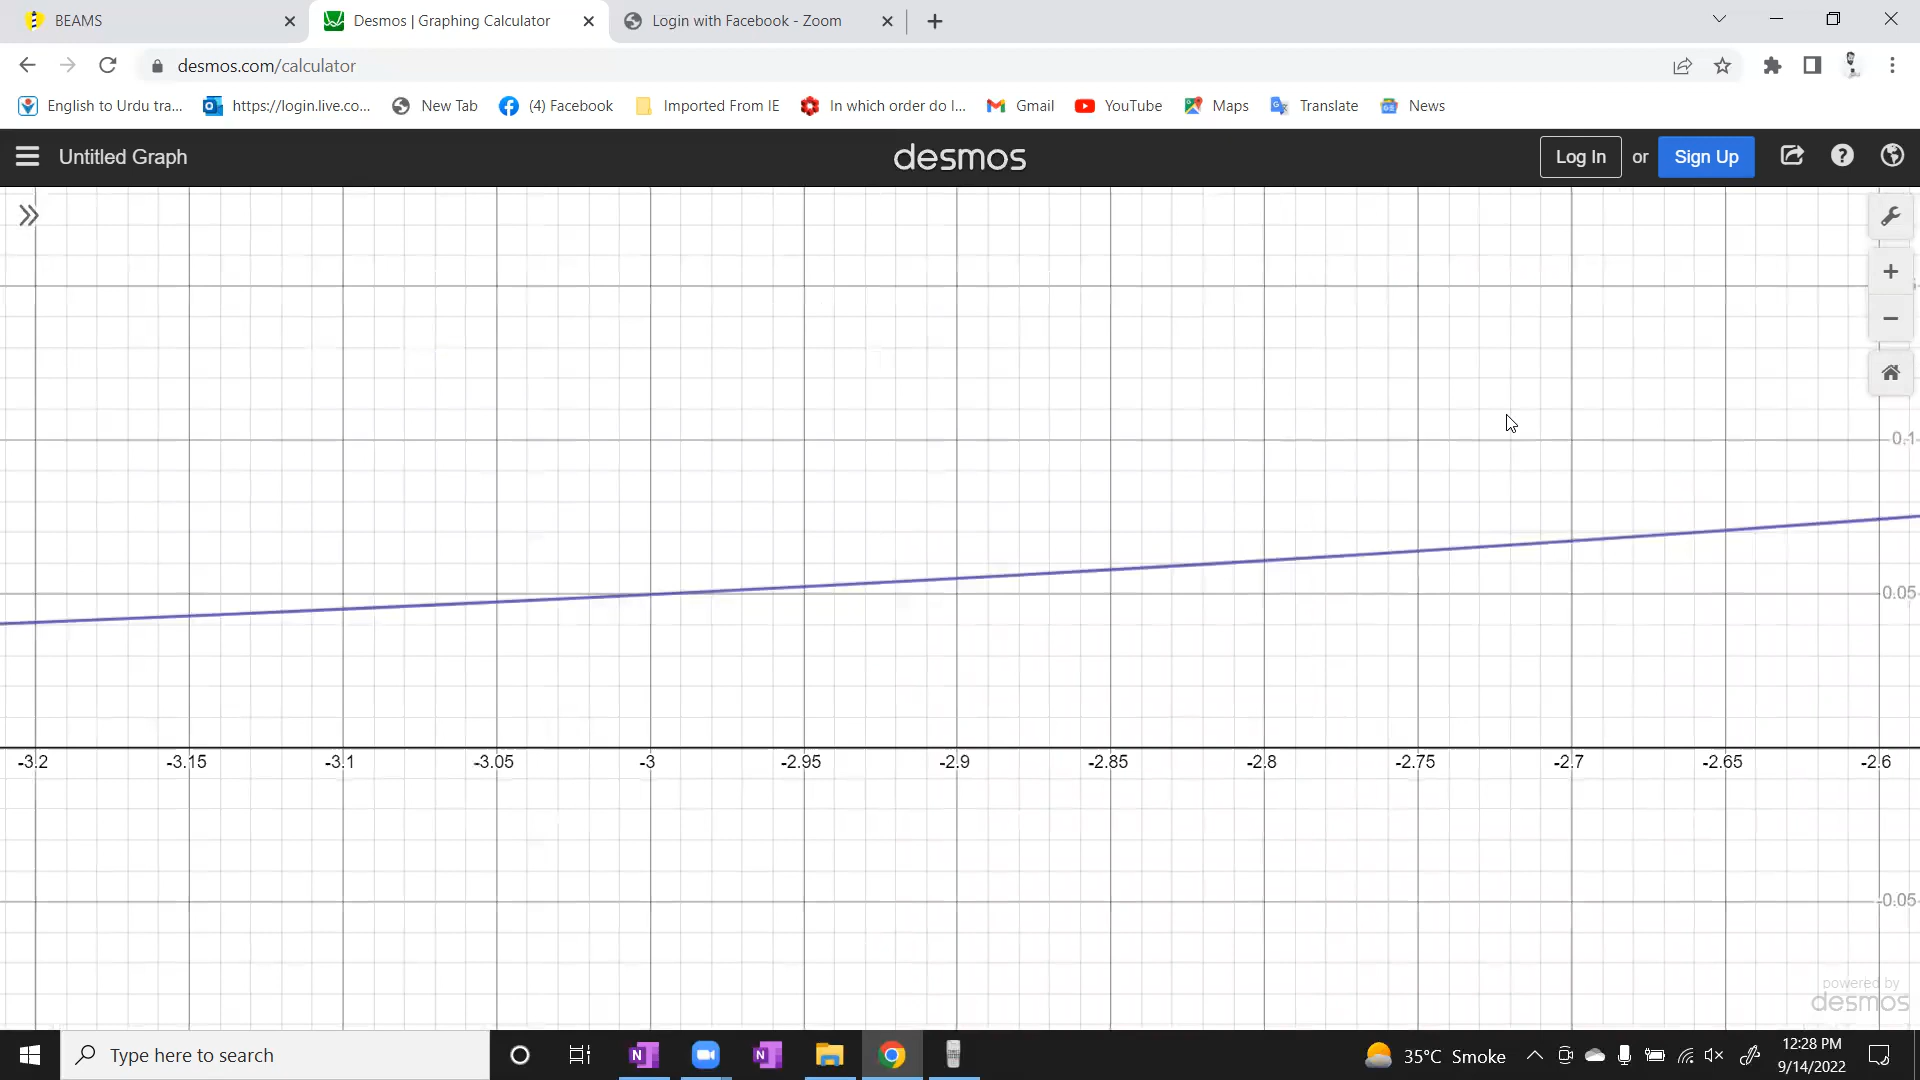 BEAMS
Desmos | Graphing Calculator
Login with Facebook - Zoom
desmos.com/calculator
English to Urdu tra...
https://login.live.co...
New Tab
(4) Facebook
Imported From IE
In which order do I...
Gmail
YouTube
Maps
Translate
News
Untitled Graph
desmos
Log In
or
Sign Up
0.1
0.05
-3.2
-3.15
-3.1
-3.05
-3
-2.95
-2.9
-2.85
-2.8
-2.75
-2.7
-2.65
-2.6
-0.05
powered by
desmos
Type here to search
35°C Smoke
12:28 PM
9/14/2022